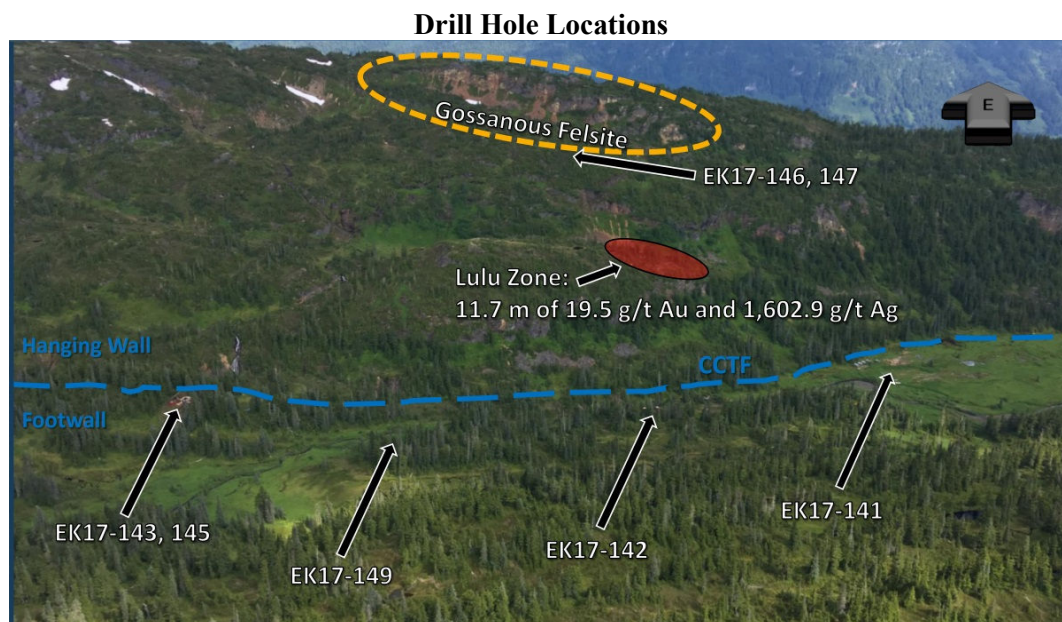 Drill Hole Locations
E
Gossanous Felsite
EK17-146, 147
Lulu Zone:
11.7 m of 19.5 g/t Au and 1,602.9 g/t Ag
Hanging Wall
CCTF
Footwall
EK17-141
EK17-143, 145
EK17-142
EK17-149